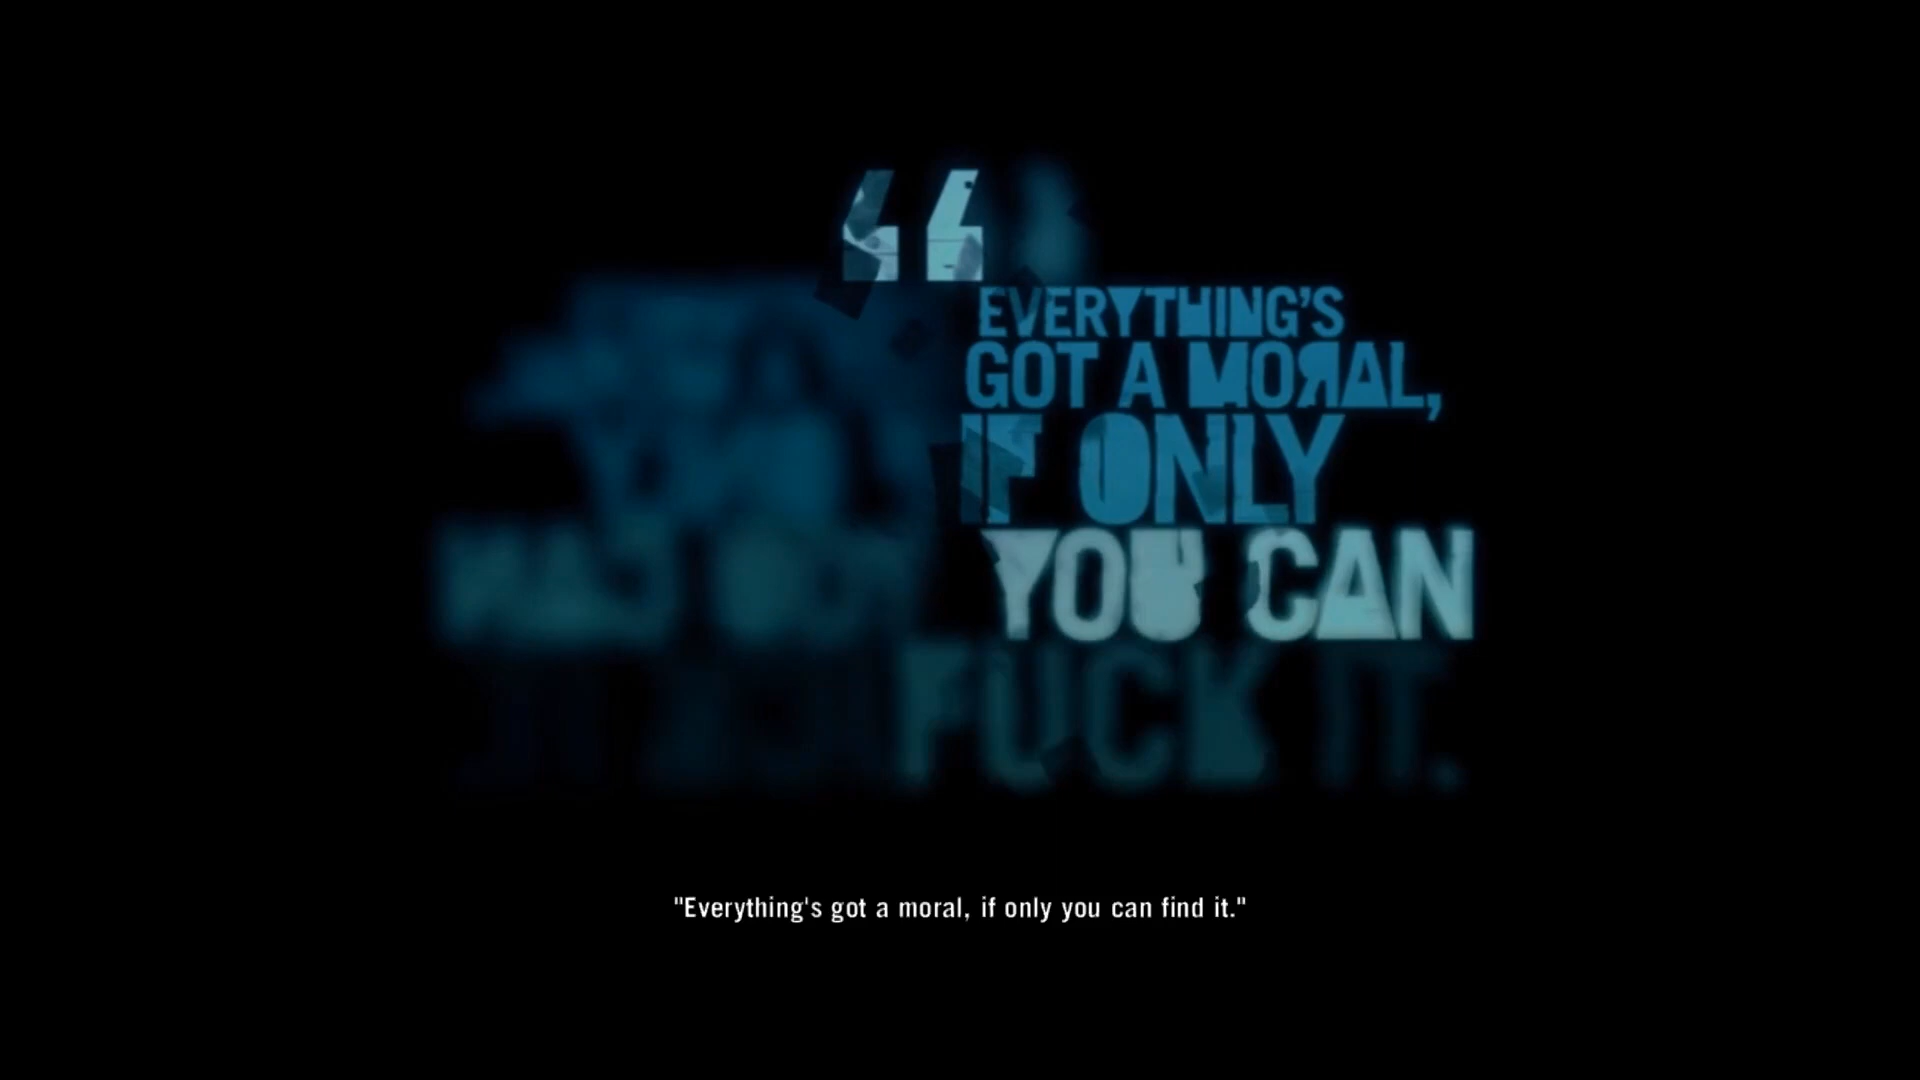 “
EVERYTHING’S
GOT A MORAL,
IF ONLY
YOU CAN
FUCK IT.
"Everything's got a moral, if only you can find it."